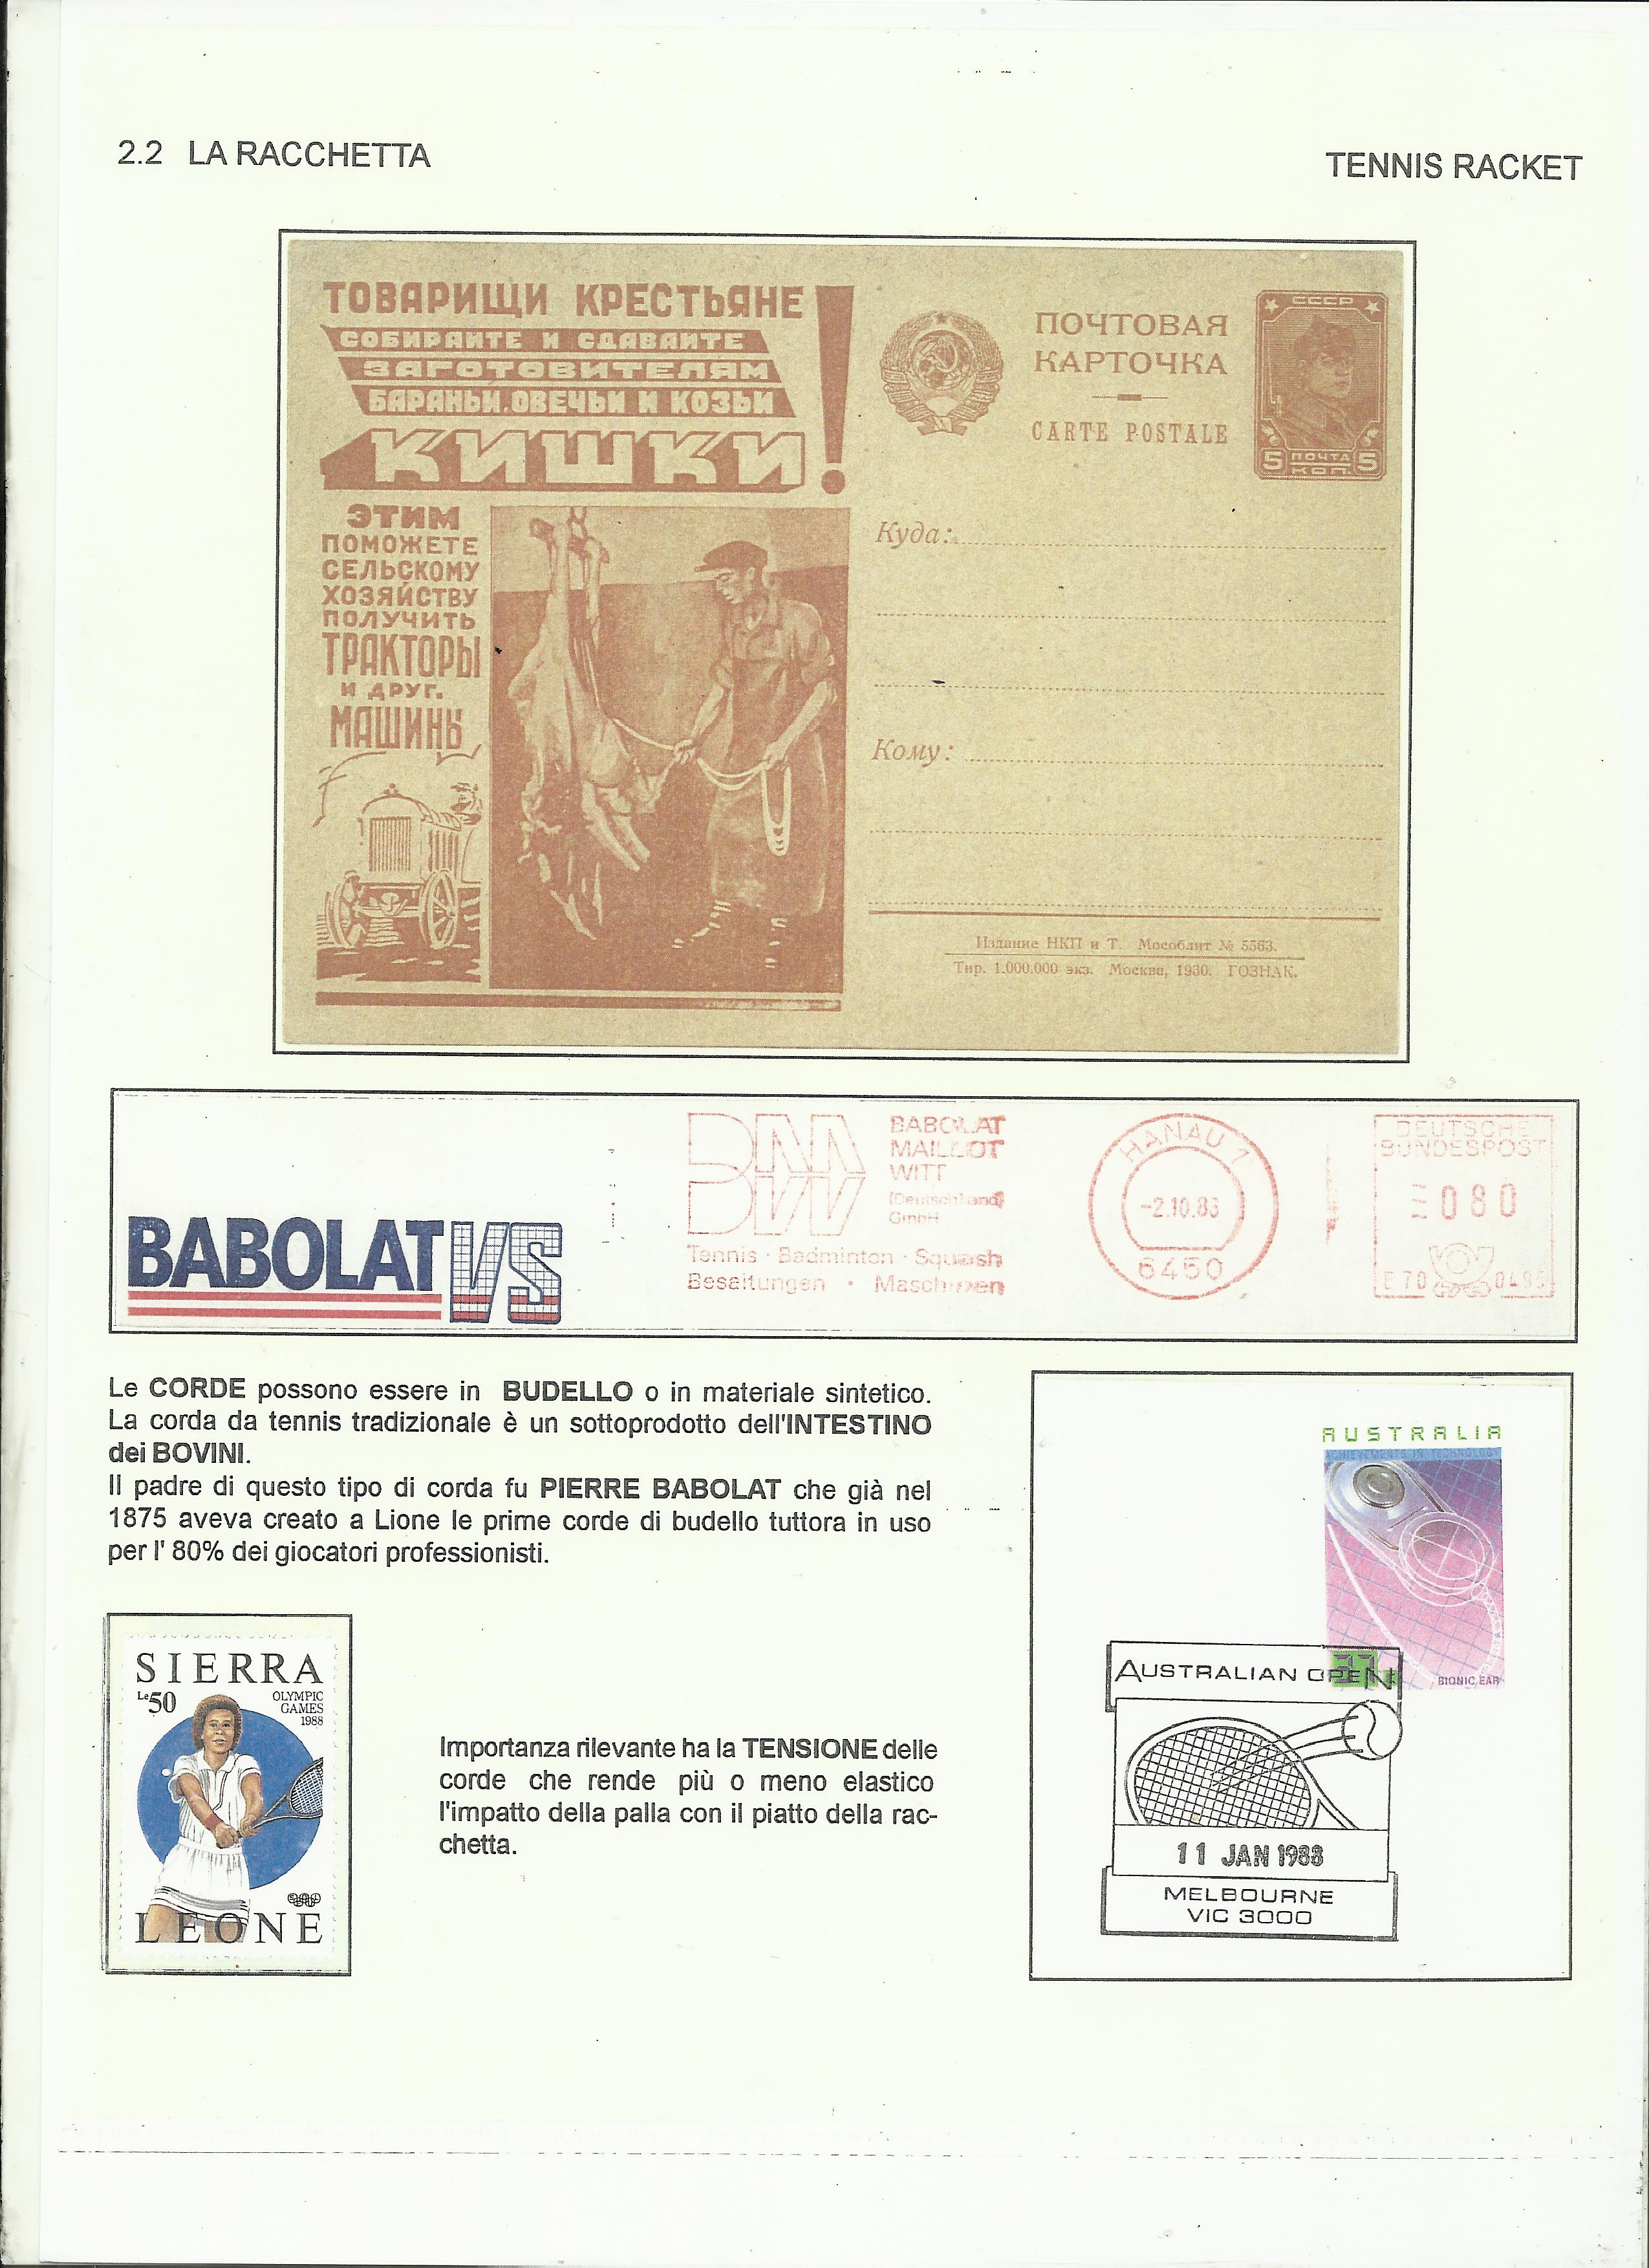 2.2 LA RACCHETTA
TENNIS RACKET
ТОВАРИЩИ КРЕСТЬЯНЕ!
СОБИРАЙТЕ И СДАВАЙТЕ
ЗАГОТОВИТЕЛЯМ
БАРАНЬИ, ОВЕЧЬИ И КОЗЬИ
КИШКИ!
ЭТИМ
ПОМОЖЕТЕ
СЕЛЬСКОМУ
ХОЗЯЙСТВУ
ПОЛУЧИТЬ
ТРАКТОРЫ
И ДРУГ.
МАШИНЫ
ПОЧТОВАЯ
КАРТОЧКА
CARTE POSTALE
СССР
5 ПОЧТА 5
КОП.
Куда:
Кому:
Издание НКП и Т. Мособлит № 5563.
Тир. 1.000.000 экз. Москва, 1930. ГОЗНАК.
BABOLAT VS
BMW
BABOLAT
MAILLOT
WITT
(Deutschland)
GmbH
Tennis · Badminton · Squash
Besaitungen · Maschinen
HANAU 1
-2.10.86
6450
DEUTSCHE
BUNDESPOST
080
E70 0495
Le CORDE possono essere in BUDELLO o in materiale sintetico.
La corda da tennis tradizionale è un sottoprodotto dell'INTESTINO
dei BOVINI.
Il padre di questo tipo di corda fu PIERRE BABOLAT che già nel
1875 aveva creato a Lione le prime corde di budello tuttora in uso
per l' 80% dei giocatori professionisti.
AUSTRALIA
ACHIEVEMENTS IN TECHNOLOGY
37c
BIONIC EAR
AUSTRALIAN OPEN
11 JAN 1988
MELBOURNE
VIC 3000
SIERRA
Le50
OLYMPIC
GAMES
1988
LEONE
Importanza rilevante ha la TENSIONE delle
corde che rende più o meno elastico
l'impatto della palla con il piatto della rac-
chetta.